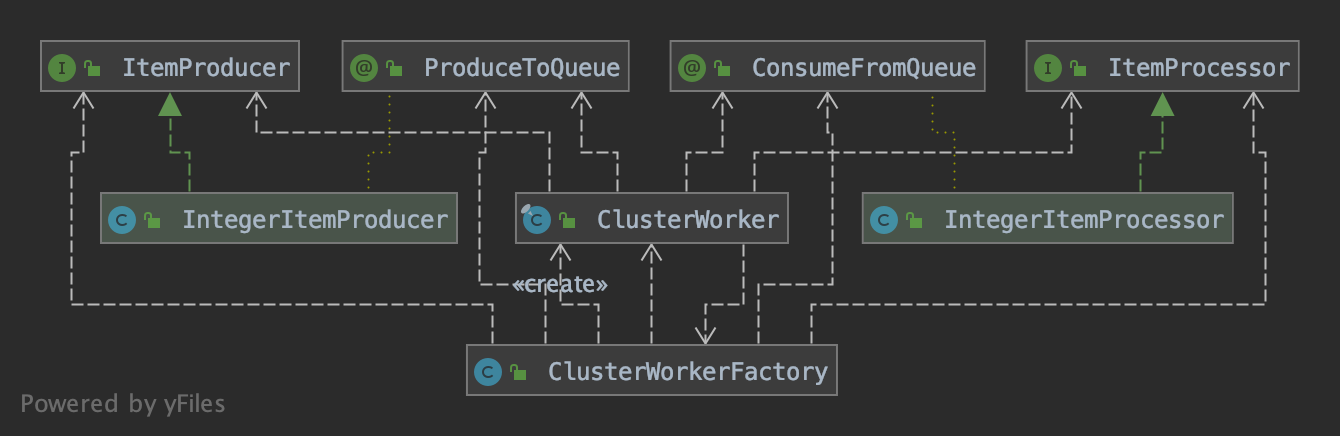 I ItemProducer
@ ProduceToQueue
@ ConsumeFromQueue
I ItemProcessor
C IntegerItemProducer
C ClusterWorker
C IntegerItemProcessor
«create»
C ClusterWorkerFactory
Powered by yFiles